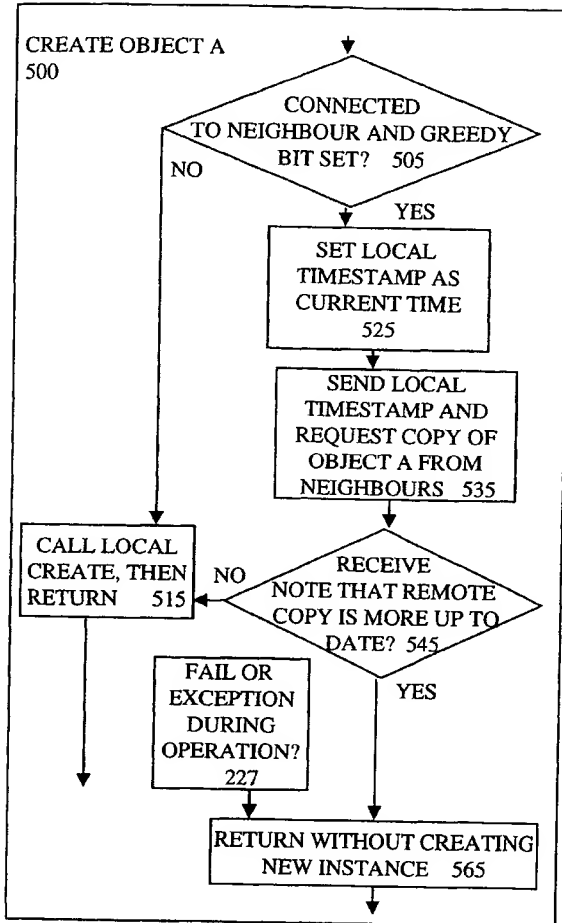 CREATE OBJECT A
500
CONNECTED
TO NEIGHBOUR AND GREEDY
BIT SET? 505
NO
YES
SET LOCAL
TIMESTAMP AS
CURRENT TIME
525
SEND LOCAL
TIMESTAMP AND
REQUEST COPY OF
OBJECT A FROM
NEIGHBOURS 535
CALL LOCAL
CREATE, THEN
RETURN 515
NO
RECEIVE
NOTE THAT REMOTE
COPY IS MORE UP TO
DATE? 545
YES
FAIL OR
EXCEPTION
DURING
OPERATION?
227
RETURN WITHOUT CREATING
NEW INSTANCE 565